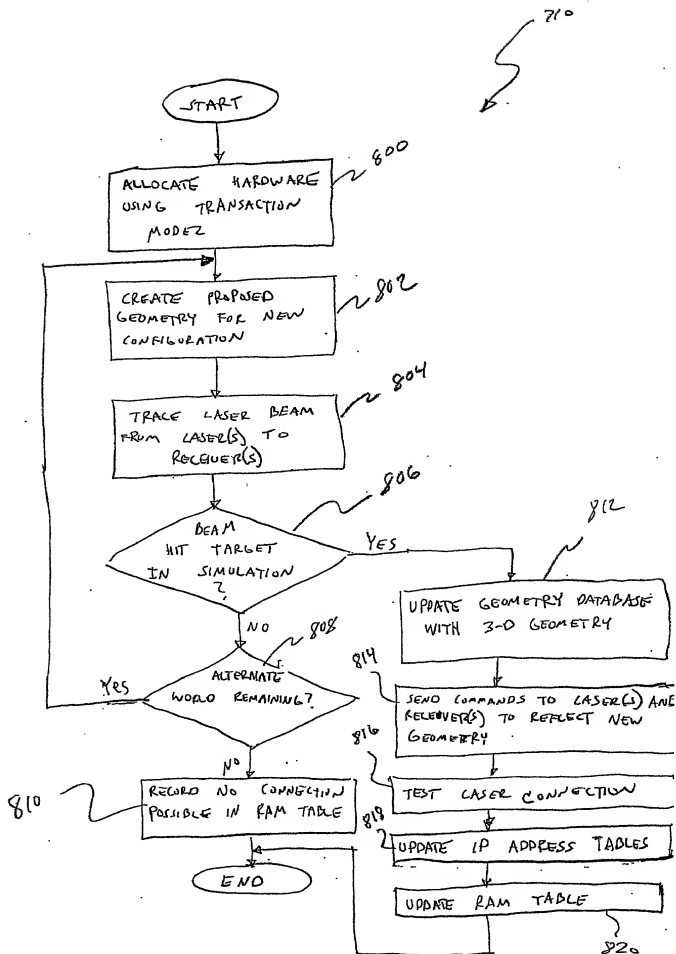 710
START
800
ALLOCATE HARDWARE
USING TRANSACTION
MODEL
802
CREATE PROPOSED
GEOMETRY FOR NEW
CONFIGURATION
804
TRACE LASER BEAM
FROM LASER(S) TO
RECEIVER(S)
806
BEAM
HIT TARGET
IN SIMULATION
?
YES
NO
808
ALTERNATE
WORLD REMAINING?
Yes
NO
810
RECORD NO CONNECTION
POSSIBLE IN RAM TABLE
END
812
UPDATE GEOMETRY DATABASE
WITH 3-D GEOMETRY
814
SEND COMMANDS TO LASER(S) AND
RECEIVER(S) TO REFLECT NEW
GEOMETRY
816
TEST LASER CONNECTION
818
UPDATE IP ADDRESS TABLES
UPDATE RAM TABLE
820